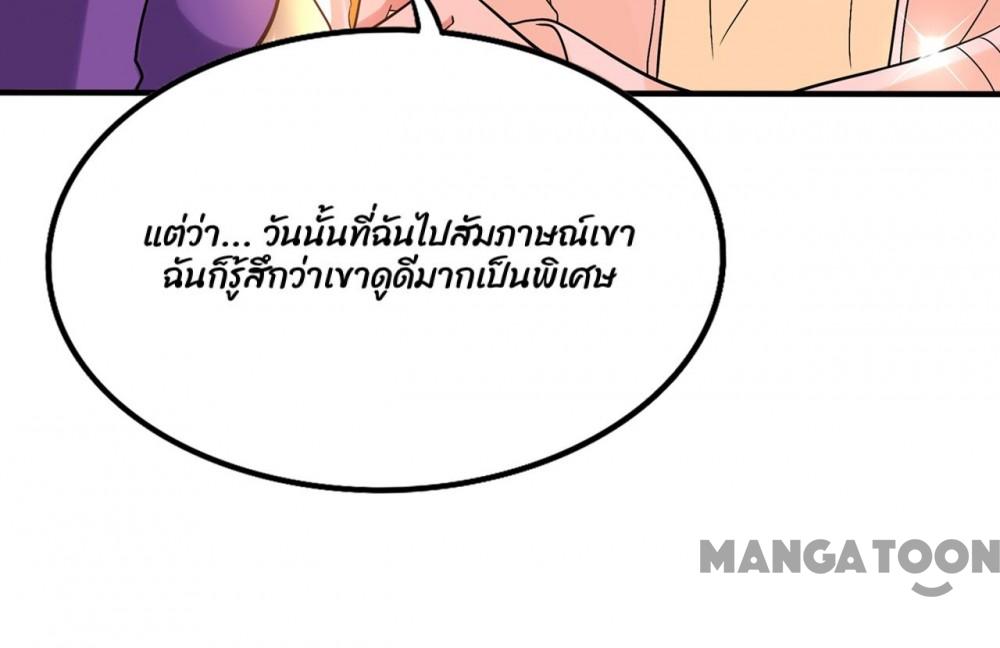 แต่ว่า... วันนั้นที่ฉันไปสัมภาษณ์เขา
ฉันก็รู้สึกว่าเขาดูดีมากเป็นพิเศษ
MANGATOON